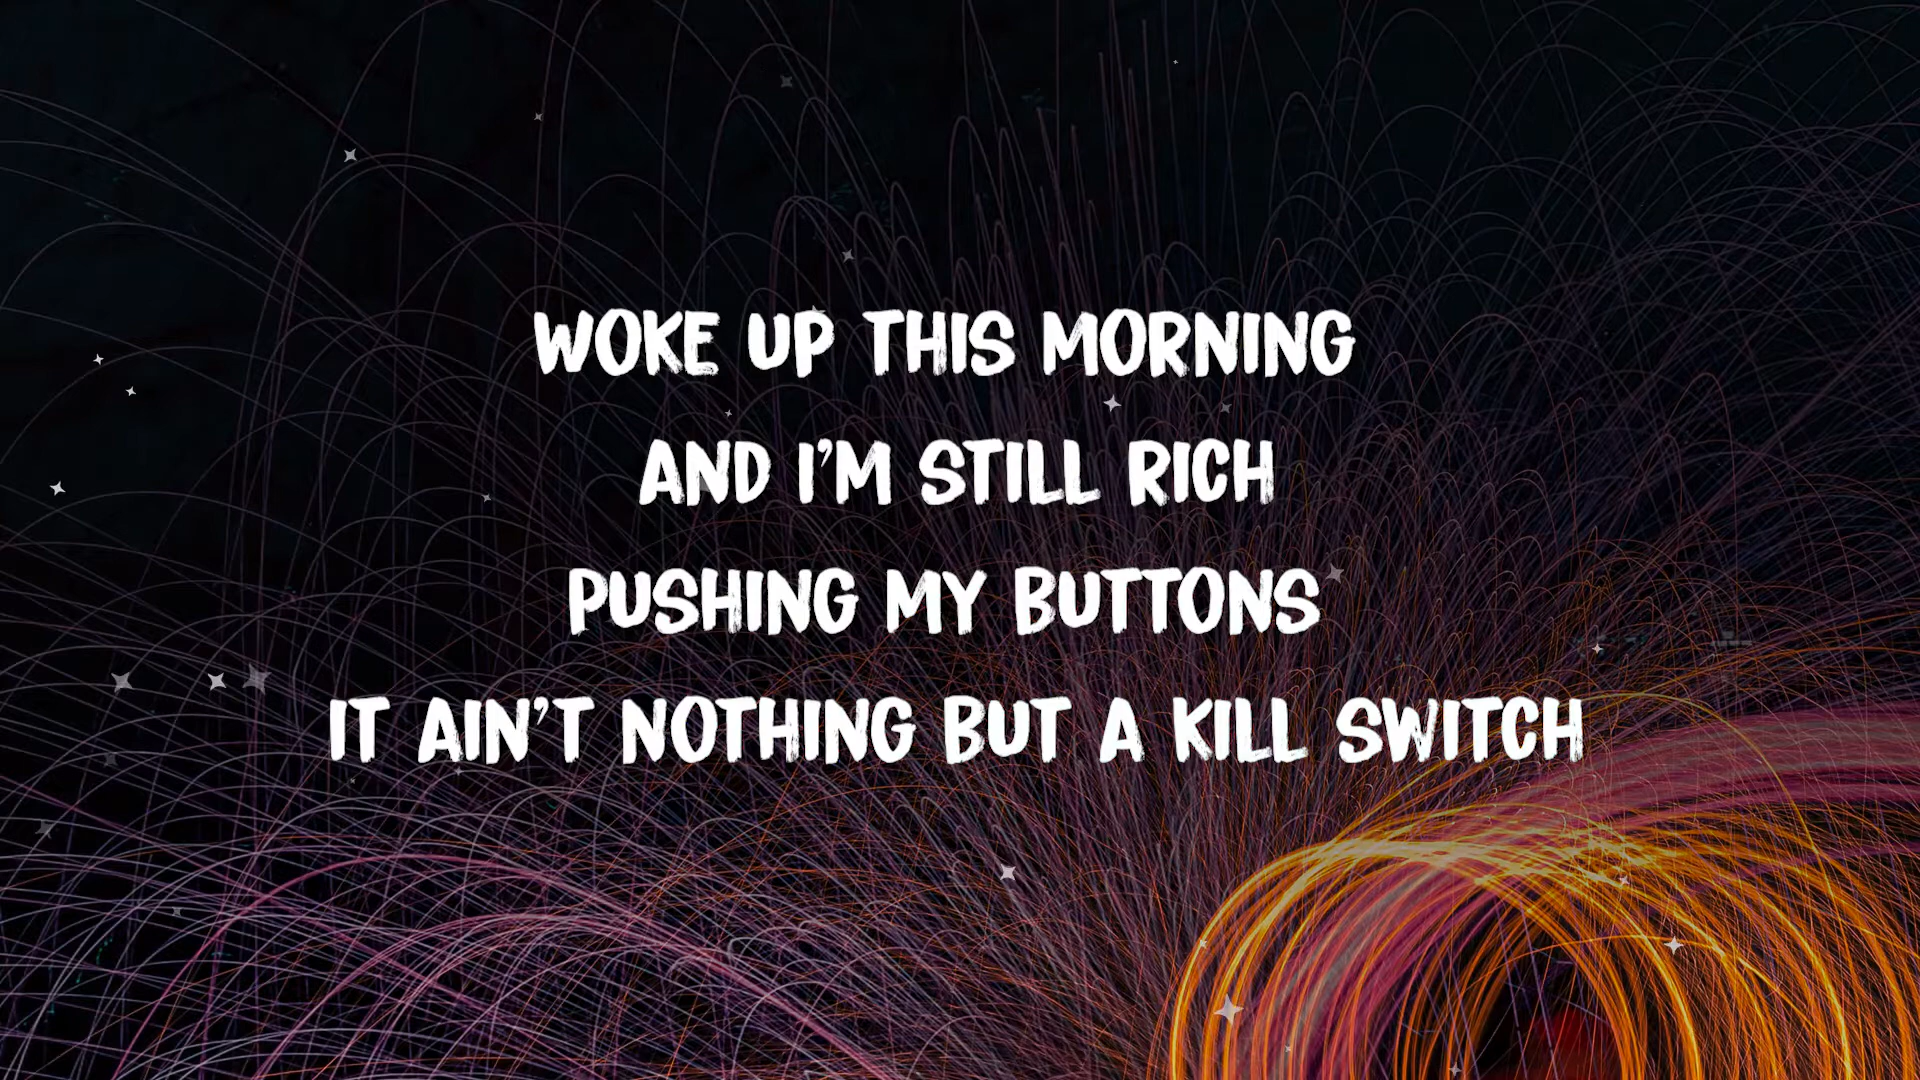 WOKE UP THIS MORNING
AND I'M STILL RICH
PUSHING MY BUTTONS
IT AIN'T NOTHING BUT A KILL SWITCH